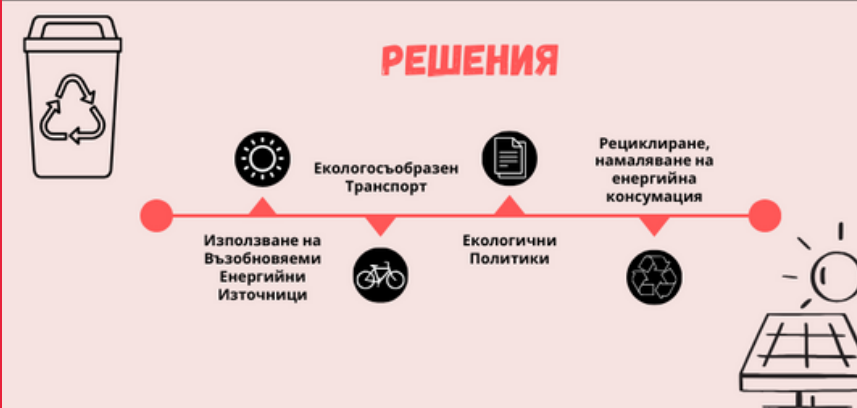 РЕШЕНИЯ
Използване на
Възобновяеми
Енергийни
Източници
Екологосъобразен
Транспорт
Екологични
Политики
Рециклиране,
намаляване на
енергийна
консумация